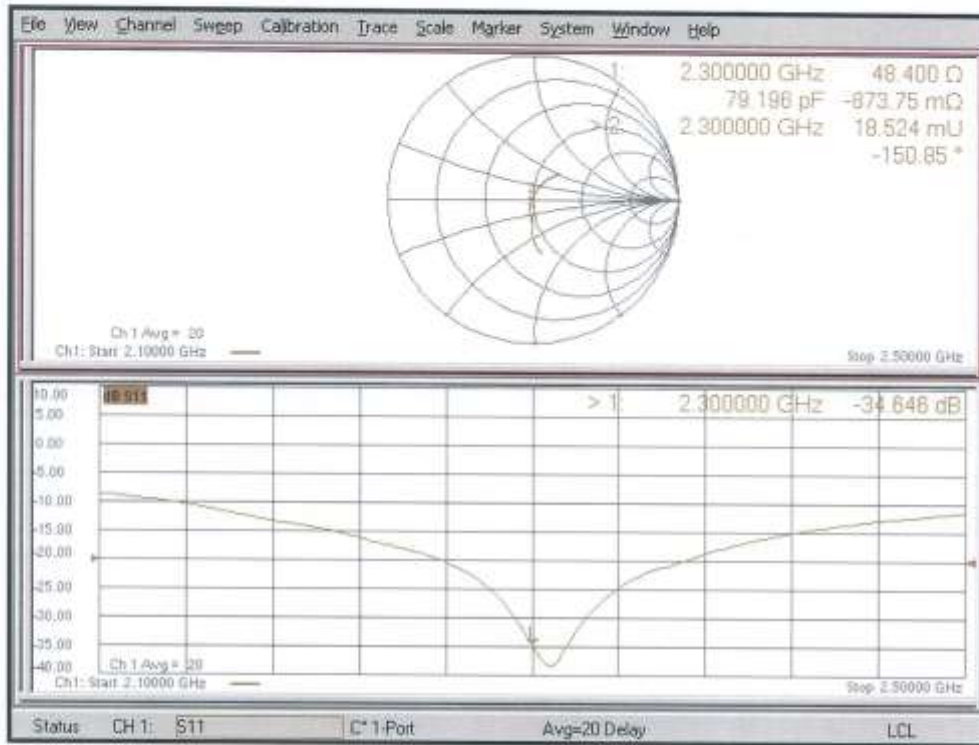 File View Channel Sweep Calibration Trace Scale Marker System Window Help
1: 2.300000 GHz 48.400 Ω
79.196 pF -873.75 mΩ
>2: 2.300000 GHz 18.524 mU
-150.85 °
Ch 1 Avg = 20
Ch1: Start 2.10000 GHz
Stop 2.50000 GHz
10.00
dB S11
> 1: 2.300000 GHz -34.646 dB
5.00
0.00
-5.00
-10.00
-15.00
-20.00
-25.00
-30.00
-35.00
-40.00
Ch 1 Avg = 20
Ch1: Start 2.10000 GHz
Stop 2.50000 GHz
Status CH 1: S11 C* 1-Port Avg=20 Delay LCL